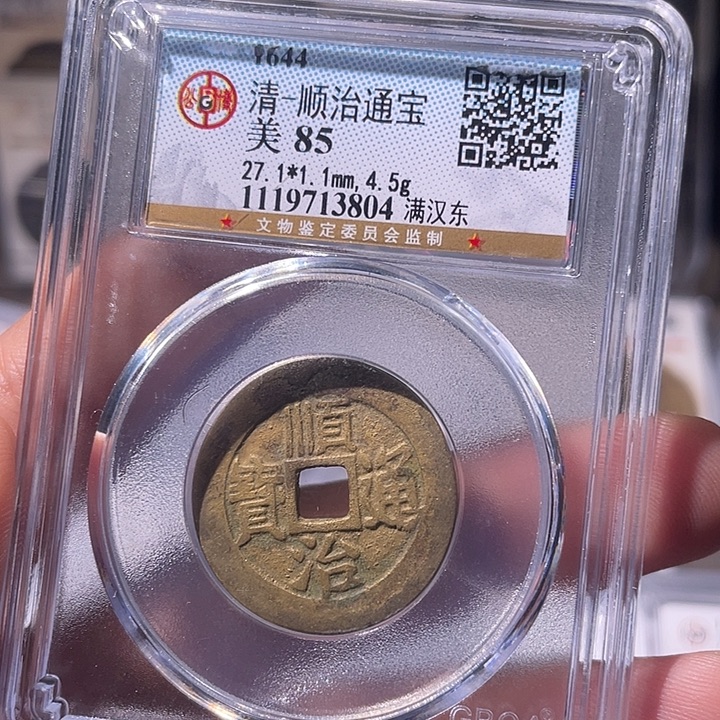 1644
清-顺治通宝
美 85
27.1*1.1mm,4.5g
1119713804 满汉东
文物鉴定委员会监制
順
寶 通
治